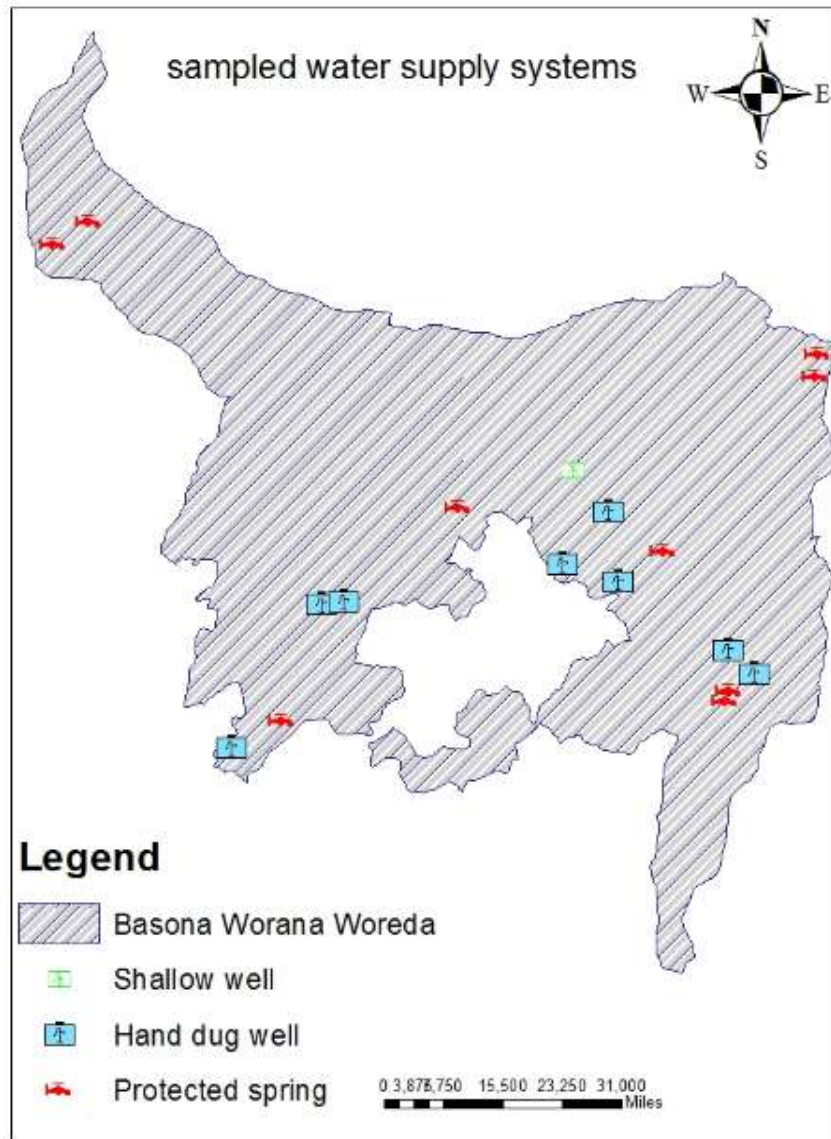 sampled water supply systems
N
W E
S
Legend
Basona Worana Woreda
Shallow well
Hand dug well
Protected spring
15,500 23,250 31,000
Miles